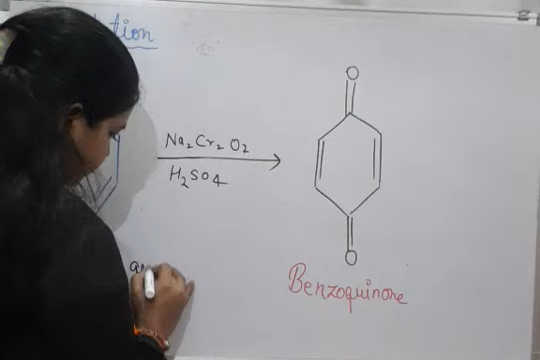 tion
Na₂Cr₂O₇
H₂SO₄
O
O
Benzoquinone